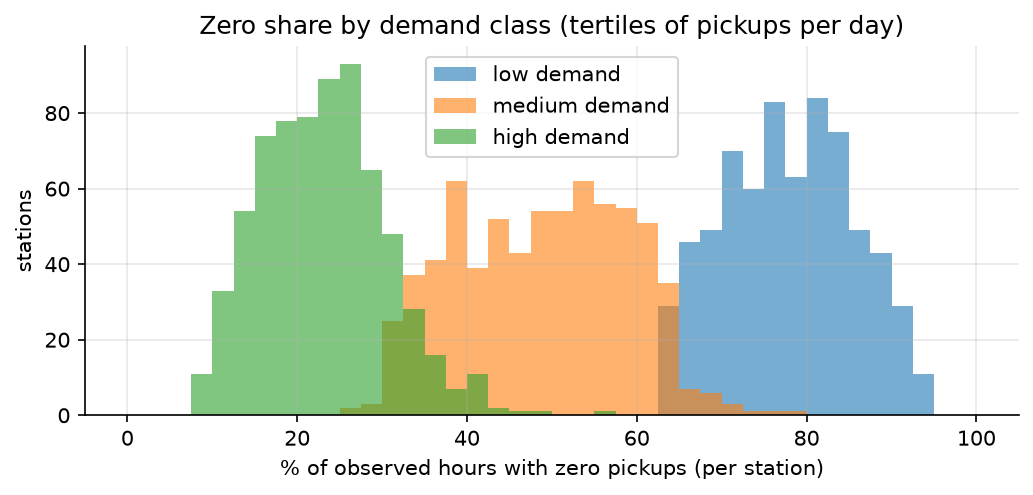 Zero share by demand class (tertiles of pickups per day)
low demand
medium demand
high demand
stations
80
60
40
20
0
0 20 40 60 80 100
% of observed hours with zero pickups (per station)